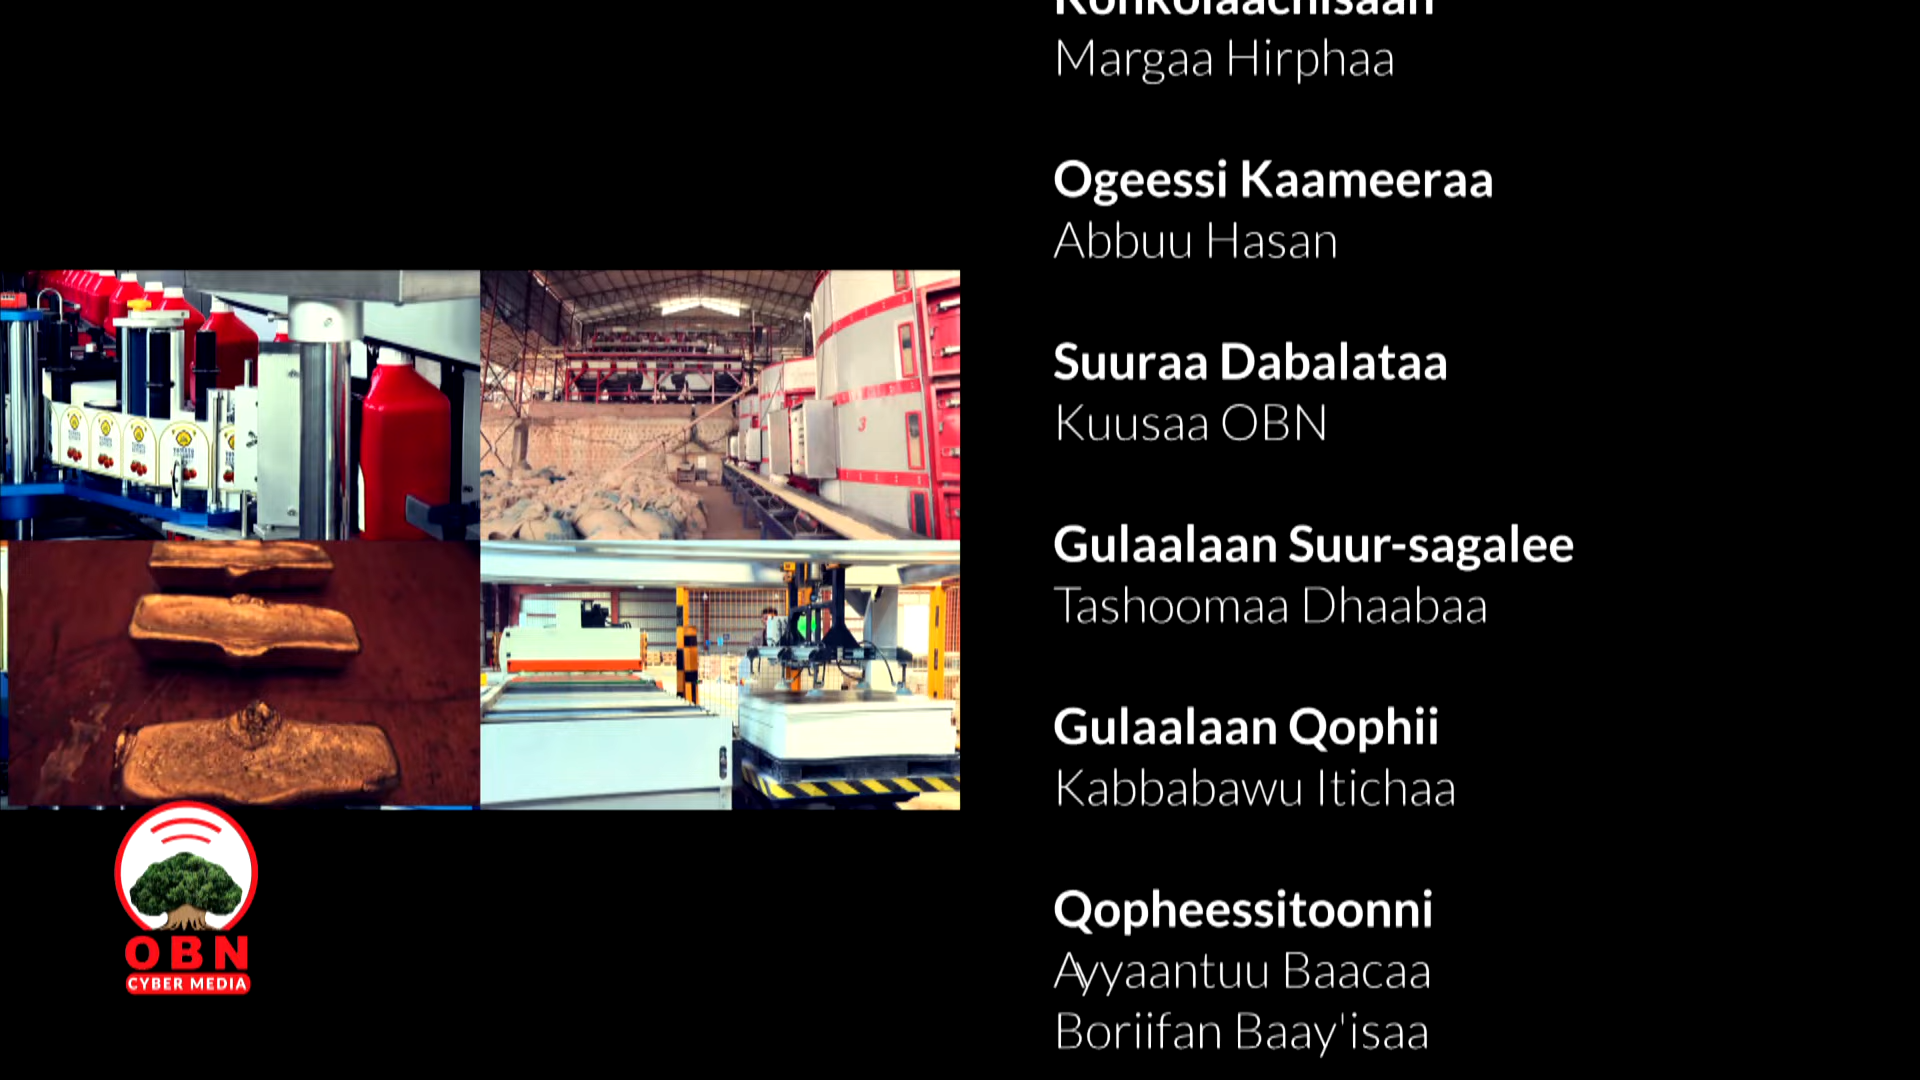 Margaa Hirphaa
Ogeessi Kaameeraa
Abbuu Hasan
Suuraa Dabalataa
Kuusaa OBN
Gulaalaan Suur-sagalee
Tashoomaa Dhaabaa
Gulaalaan Qophii
Kabbabawu Itichaa
Qopheessitoonni
Ayyaantuu Baacaa
Boriifan Baay'isaa
3
OBN
CYBER MEDIA